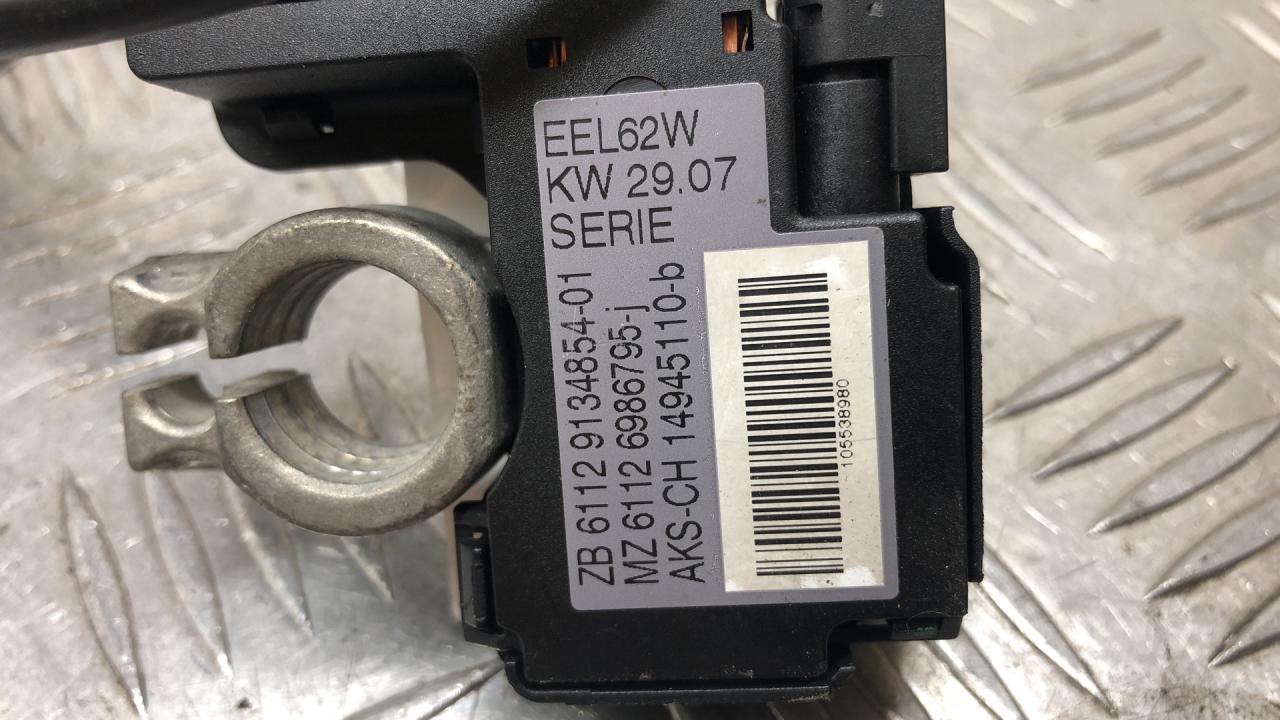 EEL62W
KW 29.07
SERIE
ZB 6112 9134854-01
MZ 6112 6986795-j
AKS-CH 14945110-b
105538980